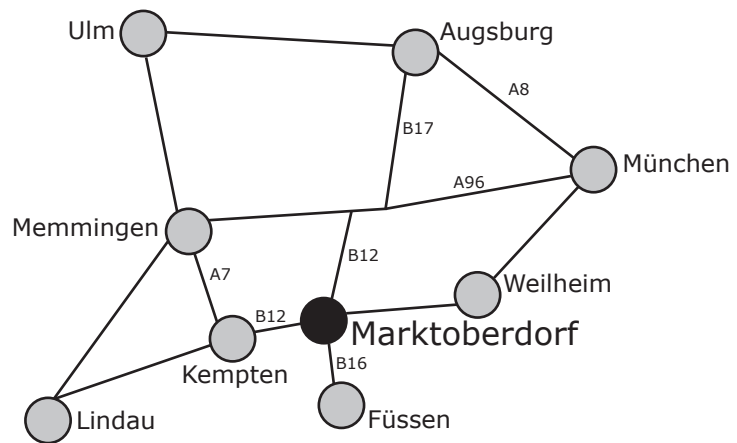 Ulm
Augsburg
A8
B17
München
A96
Memmingen
B12
A7
Weilheim
B12
Marktoberdorf
B16
Kempten
Lindau
Füssen